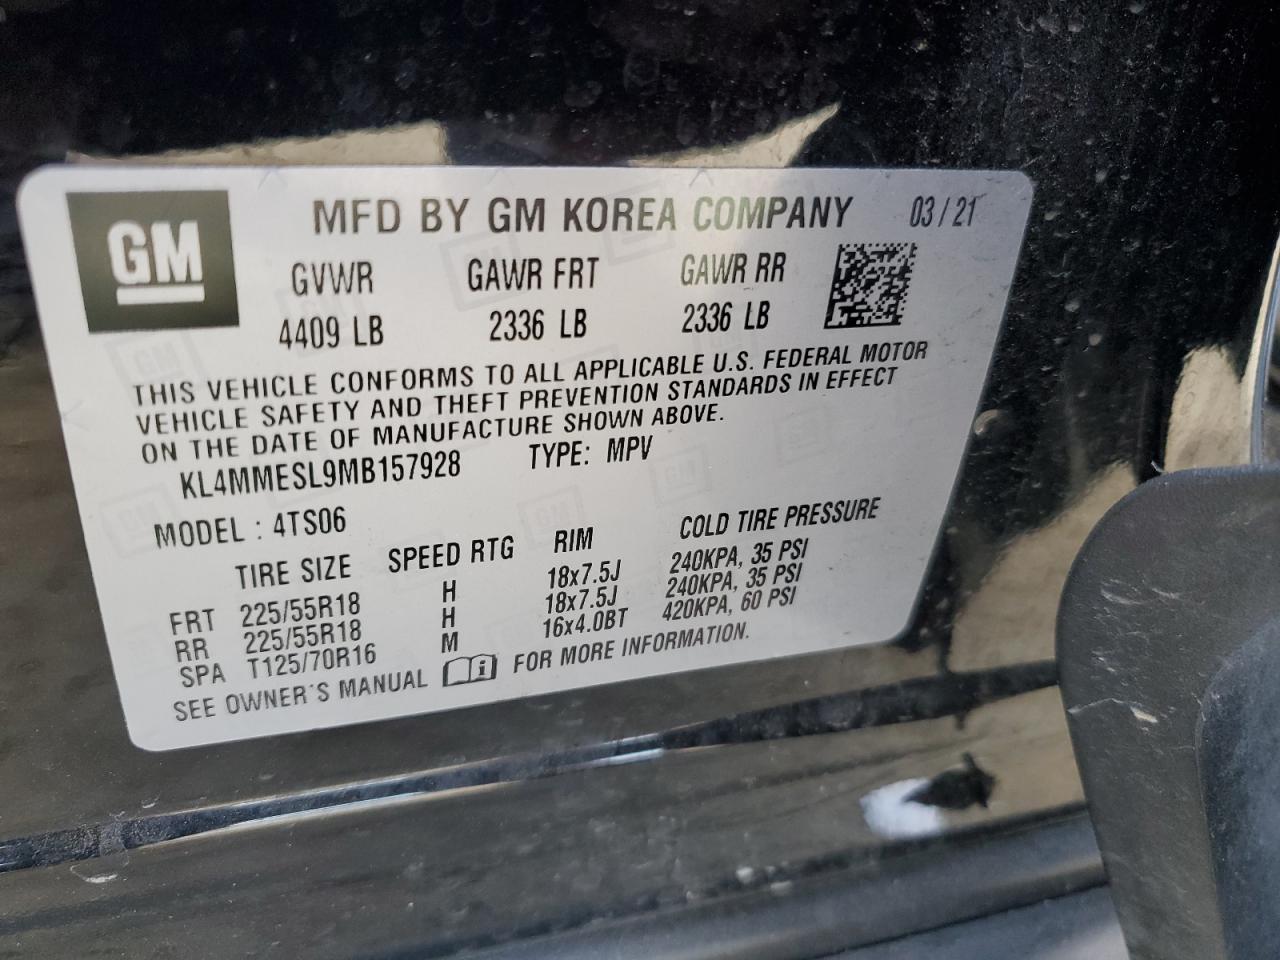 GM
MFD BY GM KOREA COMPANY 03/21
GVWR GAWR FRT GAWR RR
4409 LB 2336 LB 2336 LB
THIS VEHICLE CONFORMS TO ALL APPLICABLE U.S. FEDERAL MOTOR
VEHICLE SAFETY AND THEFT PREVENTION STANDARDS IN EFFECT
ON THE DATE OF MANUFACTURE SHOWN ABOVE.
KL4MMESL9MB157928 TYPE: MPV
MODEL : 4TS06
TIRE SIZE SPEED RTG RIM COLD TIRE PRESSURE
FRT 225/55R18 H 18x7.5J 240KPA, 35 PSI
RR 225/55R18 H 18x7.5J 240KPA, 35 PSI
SPA T125/70R16 M 16x4.0BT 420KPA, 60 PSI
SEE OWNER'S MANUAL i FOR MORE INFORMATION.